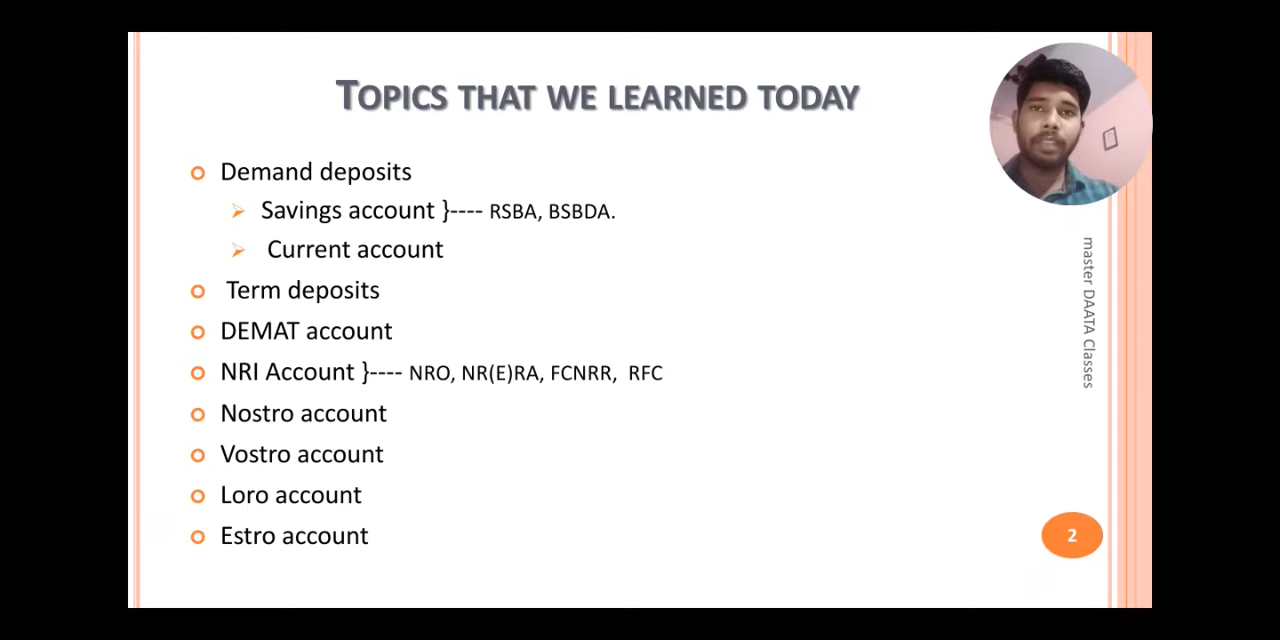 TOPICS THAT WE LEARNED TODAY
Demand deposits
Savings account }---- RSBA, BSBDA.
Current account
Term deposits
DEMAT account
NRI Account }---- NRO, NR(E)RA, FCNRR, RFC
Nostro account
Vostro account
Loro account
Estro account
master DAATA Classes
2